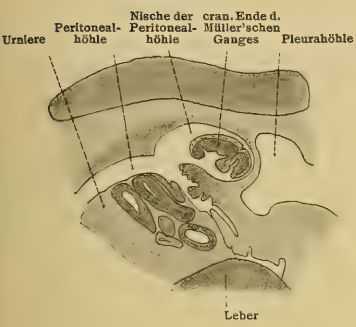 Nische der cran. Ende d.
Peritoneal- Peritoneal- Müller'schen
Urniere höhle höhle Ganges Pleurahöhle
Leber